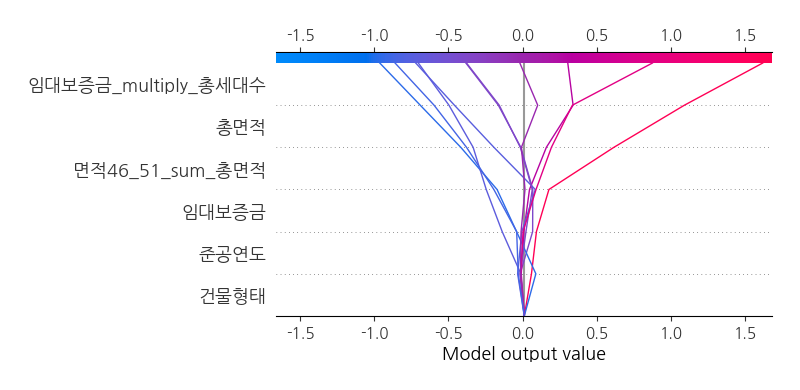 -1.5 -1.0 -0.5 0.0 0.5 1.0 1.5
임대보증금_multiply_총세대수
총면적
면적46_51_sum_총면적
임대보증금
준공연도
건물형태
-1.5 -1.0 -0.5 0.0 0.5 1.0 1.5
Model output value